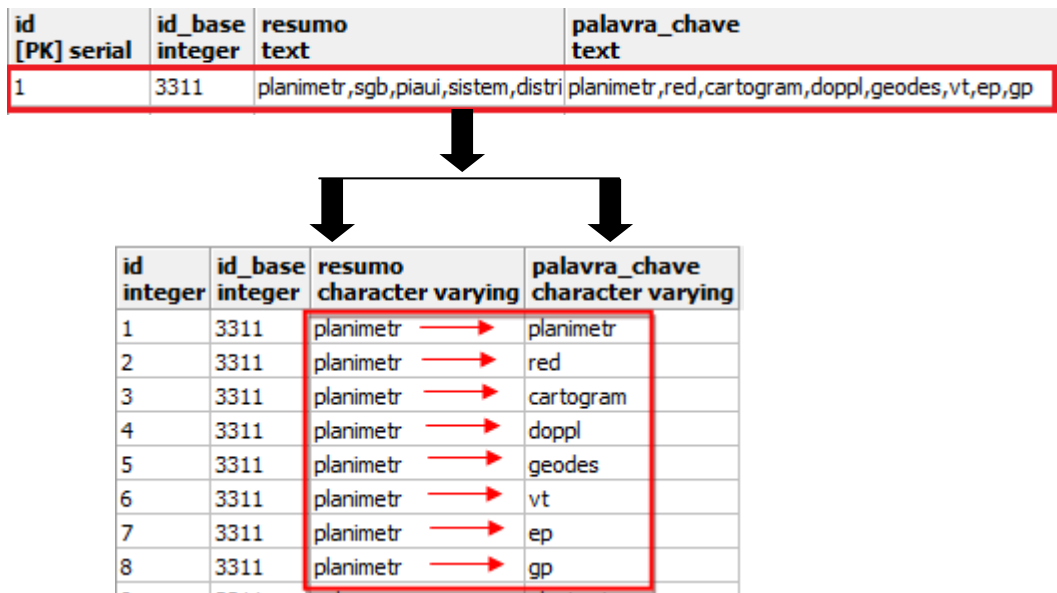 id id_base resumo palavra_chave
[PK] serial integer text text
1 3311 planimetr,sgb,piaui,sistem,distri planimetr,red,cartogram,doppl,geodes,vt,ep,gp
id id_base resumo palavra_chave
integer integer character varying character varying
1 3311 planimetr planimetr
2 3311 planimetr red
3 3311 planimetr cartogram
4 3311 planimetr doppl
5 3311 planimetr geodes
6 3311 planimetr vt
7 3311 planimetr ep
8 3311 planimetr gp